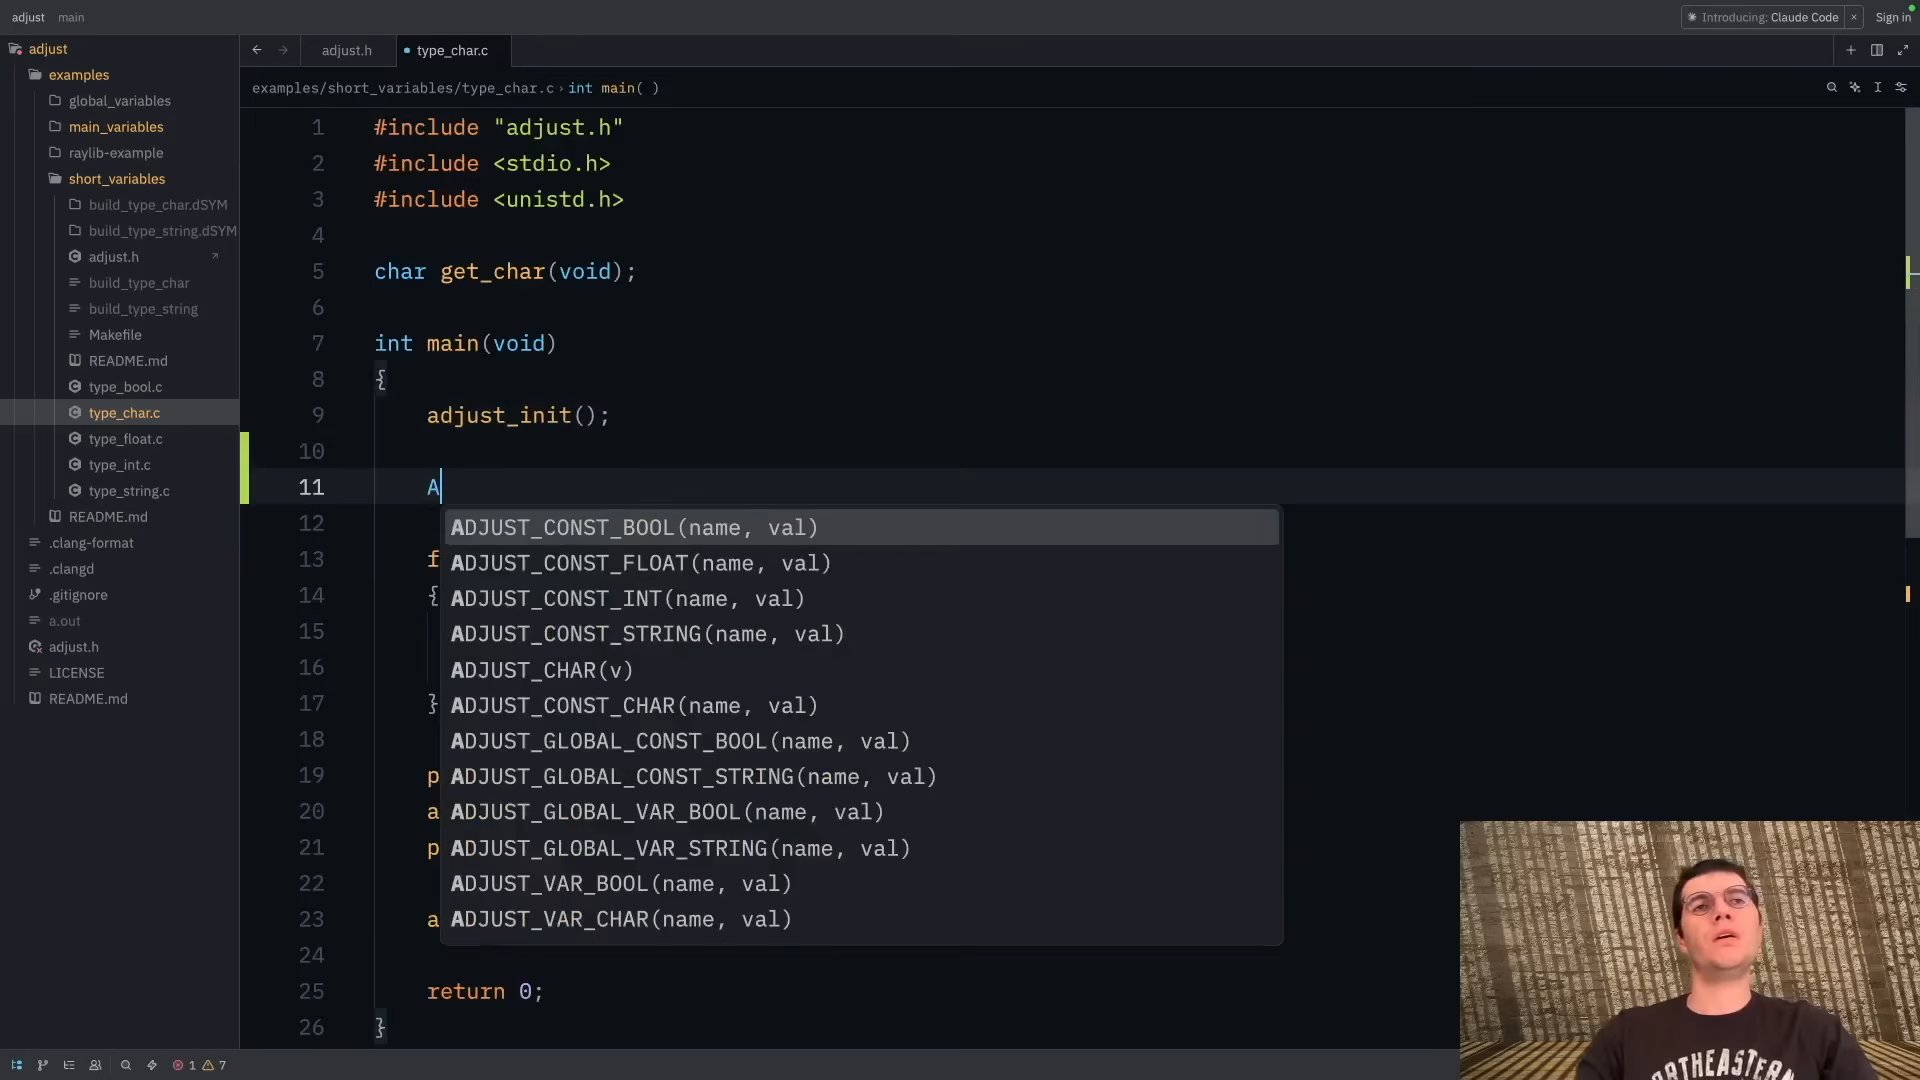 adjust main
Introducing: Claude Code × Sign in
adjust
examples
global_variables
main_variables
raylib-example
short_variables
build_type_char.dSYM
build_type_string.dSYM
adjust.h
build_type_char
build_type_string
Makefile
README.md
type_bool.c
type_char.c
type_float.c
type_int.c
type_string.c
README.md
.clang-format
.clangd
.gitignore
a.out
adjust.h
LICENSE
README.md
adjust.h type_char.c
examples/short_variables/type_char.c › int main( )
1 #include "adjust.h"
2 #include <stdio.h>
3 #include <unistd.h>
4
5 char get_char(void);
6
7 int main(void)
8 {
9 adjust_init();
10
11 A
12
13 f
14 {
15
16
17 }
18
19 p
20 a
21 p
22
23 a
24
25 return 0;
26 }
ADJUST_CONST_BOOL(name, val)
ADJUST_CONST_FLOAT(name, val)
ADJUST_CONST_INT(name, val)
ADJUST_CONST_STRING(name, val)
ADJUST_CHAR(v)
ADJUST_CONST_CHAR(name, val)
ADJUST_GLOBAL_CONST_BOOL(name, val)
ADJUST_GLOBAL_CONST_STRING(name, val)
ADJUST_GLOBAL_VAR_BOOL(name, val)
ADJUST_GLOBAL_VAR_STRING(name, val)
ADJUST_VAR_BOOL(name, val)
ADJUST_VAR_CHAR(name, val)
1 7